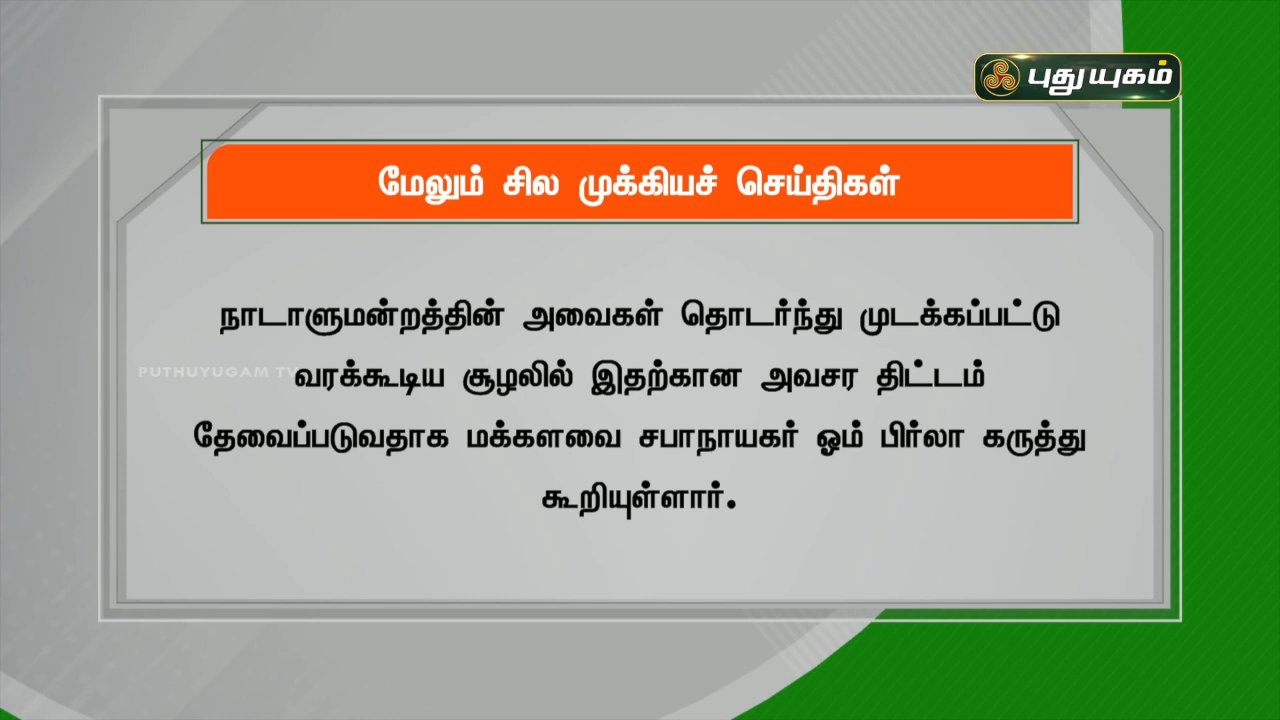 புதுயுகம்
மேலும் சில முக்கியச் செய்திகள்
நாடாளுமன்றத்தின் அவைகள் தொடர்ந்து முடக்கப்பட்டு
PUTHUYUGAM TV
வரக்கூடிய சூழலில் இதற்கான அவசர திட்டம்
தேவைப்படுவதாக மக்களவை சபாநாயகர் ஓம் பிர்லா கருத்து
கூறியுள்ளார்.